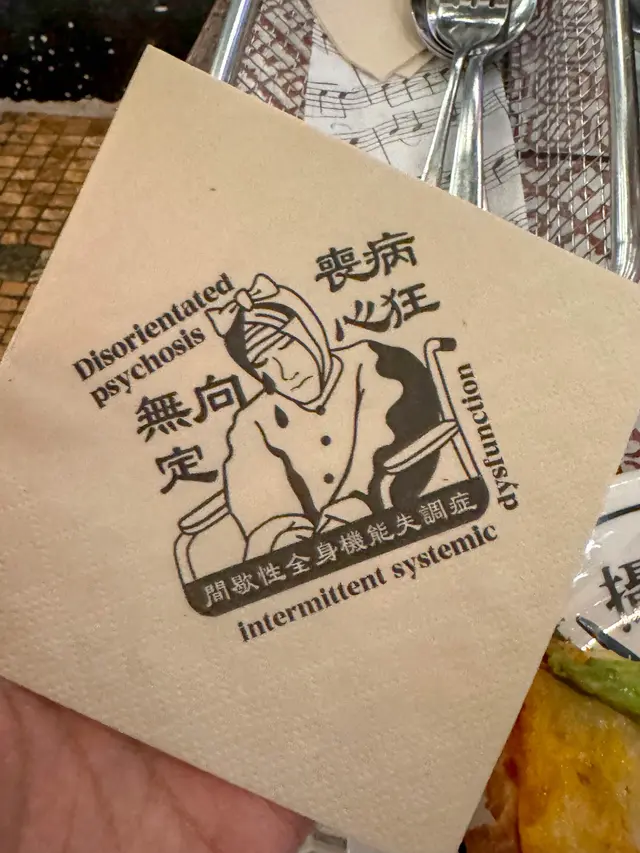 Disorientated
psychosis
無向
定
喪病
心狂
間歇性全身機能失調症
intermittent systemic
dysfunction